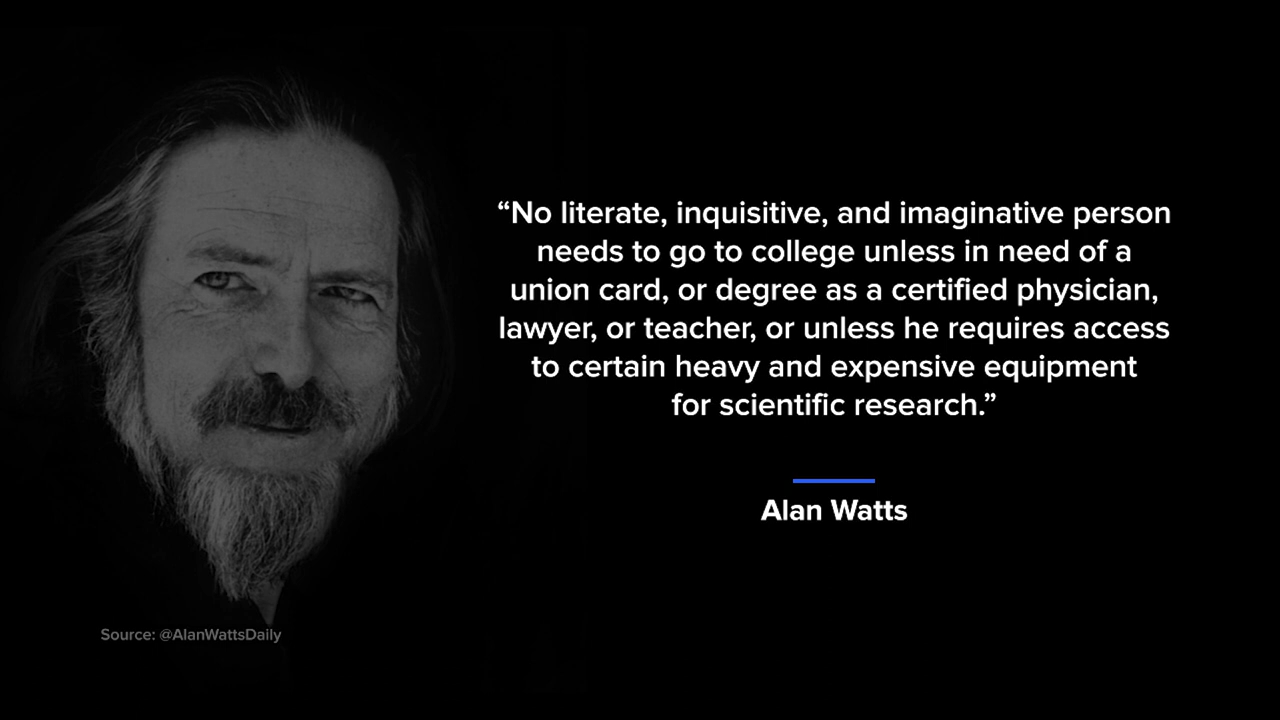 “No literate, inquisitive, and imaginative person
needs to go to college unless in need of a
union card, or degree as a certified physician,
lawyer, or teacher, or unless he requires access
to certain heavy and expensive equipment
for scientific research.”
Alan Watts
Source: @AlanWattsDaily